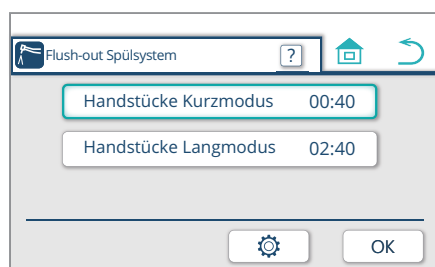 Flush-out Spülsystem ?
Handstücke Kurzmodus 00:40
Handstücke Langmodus 02:40
OK